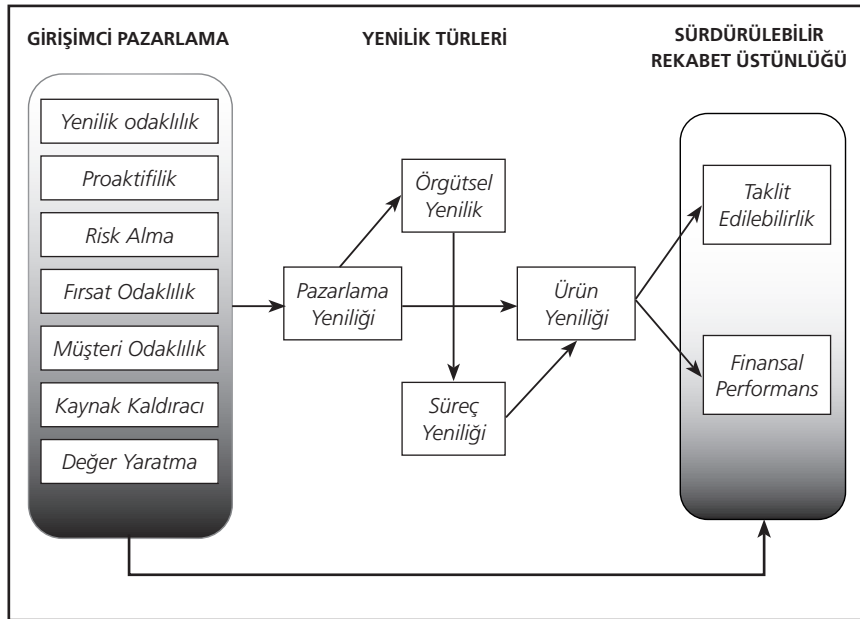 GİRİŞİMCİ PAZARLAMA
Yenilik odaklılık
Proaktifilik
Risk Alma
Fırsat Odaklılık
Müşteri Odaklılık
Kaynak Kaldıracı
Değer Yaratma
YENİLİK TÜRLERİ
Örgütsel
Yenilik
Pazarlama
Yeniliği
Ürün
Yeniliği
Süreç
Yeniliği
SÜRDÜRÜLEBİLİR
REKABET ÜSTÜNLÜĞÜ
Taklit
Edilebilirlik
Finansal
Performans